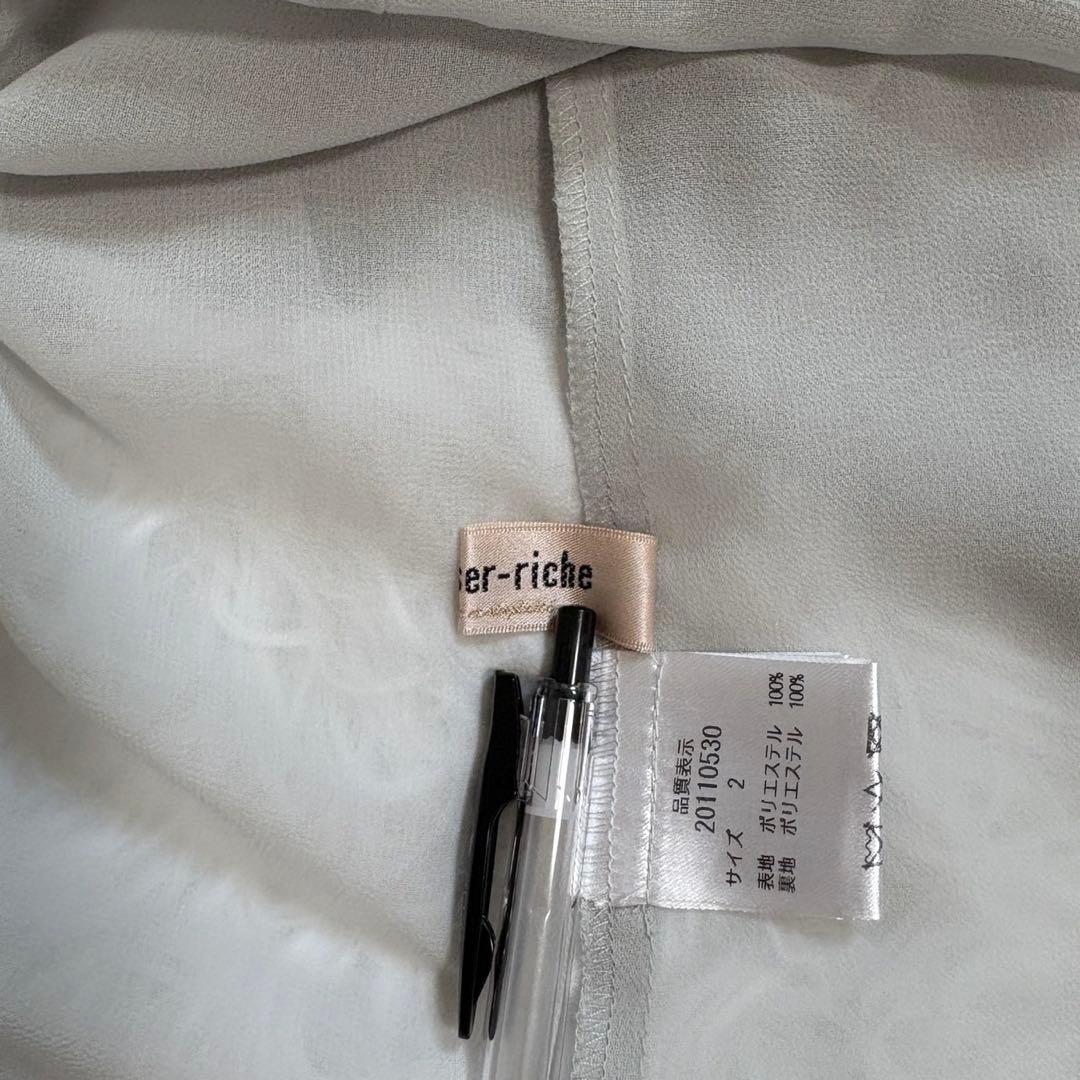 ser-riche
品質表示
20110530
サイズ 2
表地 ポリエステル 100%
裏地 ポリエステル 100%